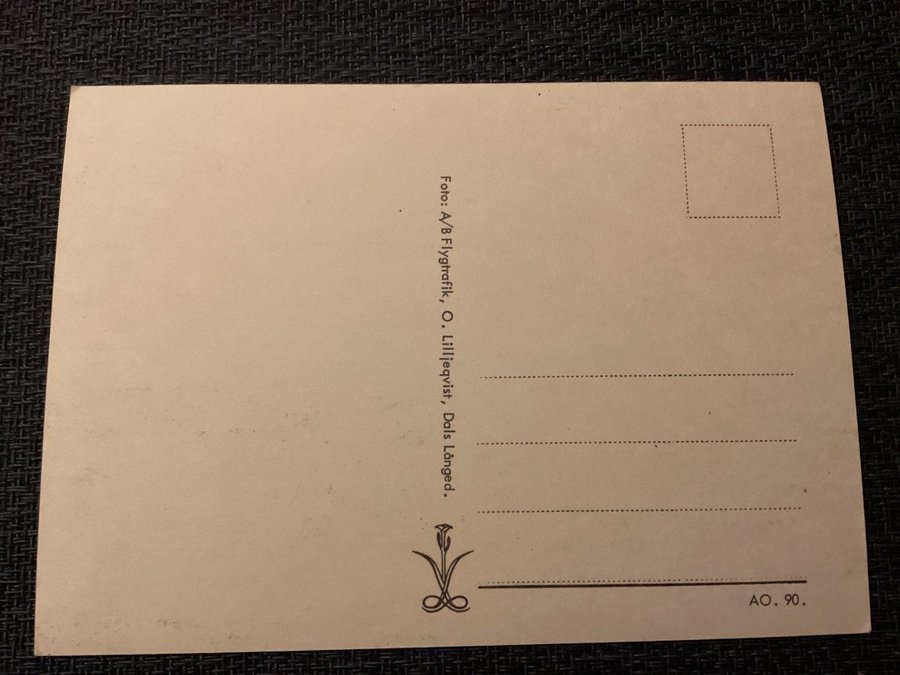 Foto: A/B Flygtrafik, O. Lilljeqvist, Dals Långed.
AO. 90.